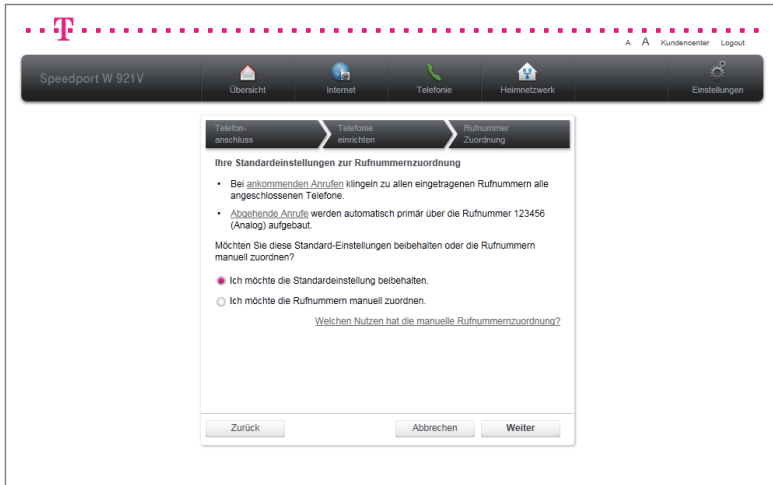 T
A A Kundencenter Logout
Speedport W 921V
Übersicht
Internet
Telefonie
Heimnetzwerk
Einstellungen
Telefon-
anschluss
Telefonie
einrichten
Rufnummer
Zuordnung
Ihre Standardeinstellungen zur Rufnummernzuordnung
• Bei ankommenden Anrufen klingeln zu allen eingetragenen Rufnummern alle
angeschlossenen Telefone.
• Abgehende Anrufe werden automatisch primär über die Rufnummer 123456
(Analog) aufgebaut.
Möchten Sie diese Standard-Einstellungen beibehalten oder die Rufnummern
manuell zuordnen?
Ich möchte die Standardeinstellung beibehalten.
Ich möchte die Rufnummern manuell zuordnen.
Welchen Nutzen hat die manuelle Rufnummernzuordnung?
Zurück
Abbrechen
Weiter